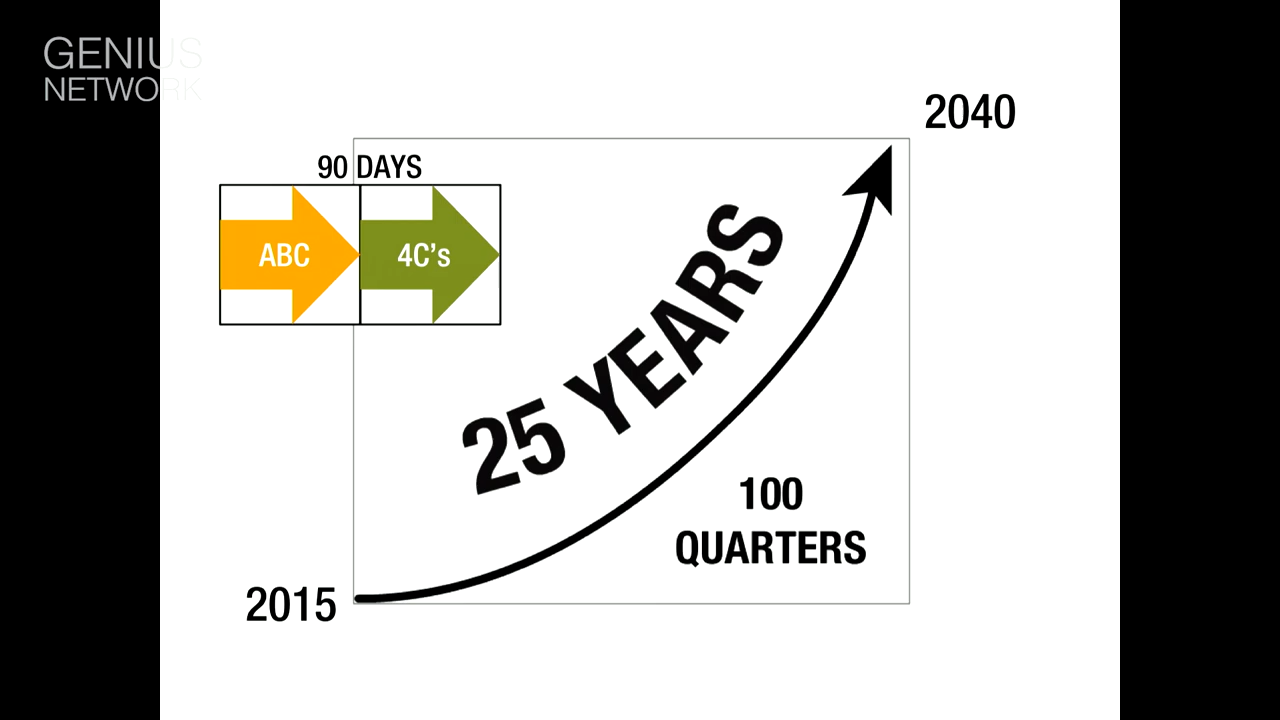 GENIUS
NETWORK
2040
90 DAYS
ABC
4C's
25 YEARS
100
QUARTERS
2015